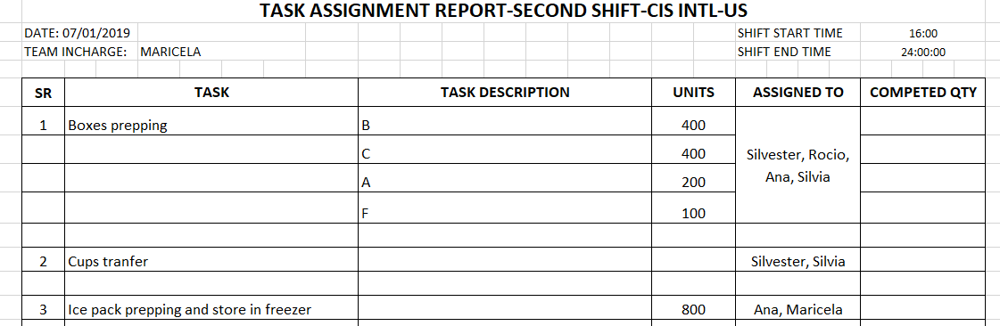 TASK ASSIGNMENT REPORT-SECOND SHIFT-CIS INTL-US
DATE: 07/01/2019 SHIFT START TIME 16:00
TEAM INCHARGE: MARICELA SHIFT END TIME 24:00:00
SR TASK TASK DESCRIPTION UNITS ASSIGNED TO COMPETED QTY
1 Boxes prepping B 400
C 400 Silvester, Rocio,
A 200 Ana, Silvia
F 100
2 Cups tranfer Silvester, Silvia
3 Ice pack prepping and store in freezer 800 Ana, Maricela